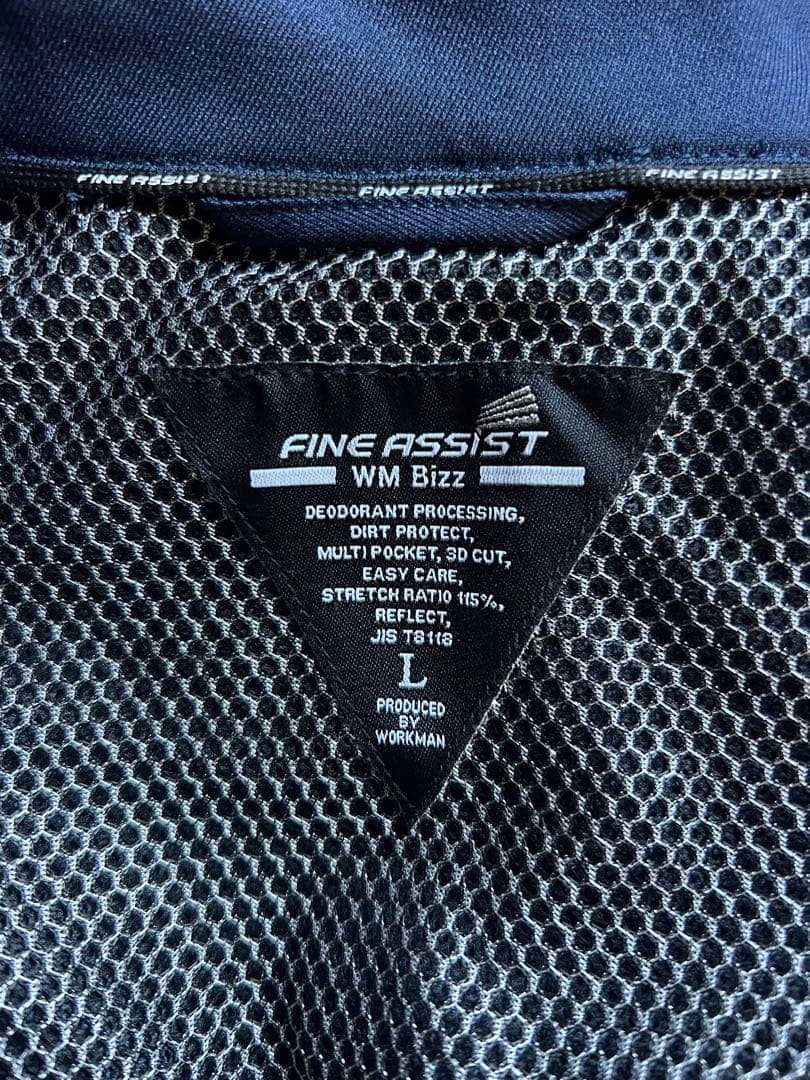 FINE ASSIST
FINE ASSIST
FINE ASSIST
FINE ASSIST
WM Bizz
DEODORANT PROCESSING,
DIRT PROTECT,
MULTI POCKET, 3D CUT,
EASY CARE,
STRETCH RATIO 115%,
REFLECT,
JIS T8118
L
PRODUCED
BY
WORKMAN